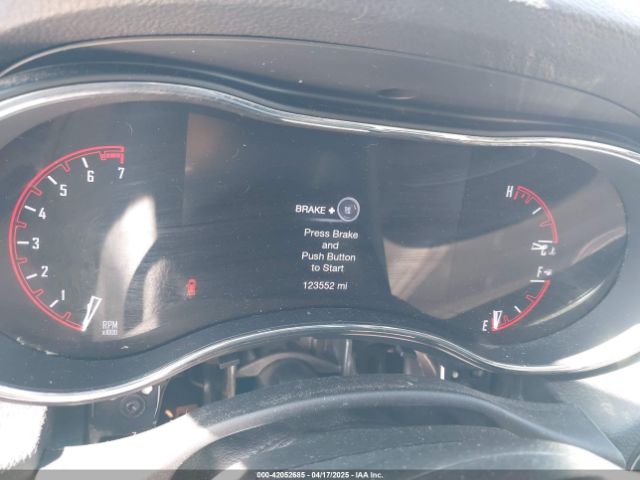 1 2 3 4 5 6 7
RPM
x1000
BRAKE +
Press Brake
and
Push Button
to Start
123552 mi
H
C
F
E
000-42052685 - 04/17/2025 - IAA Inc.